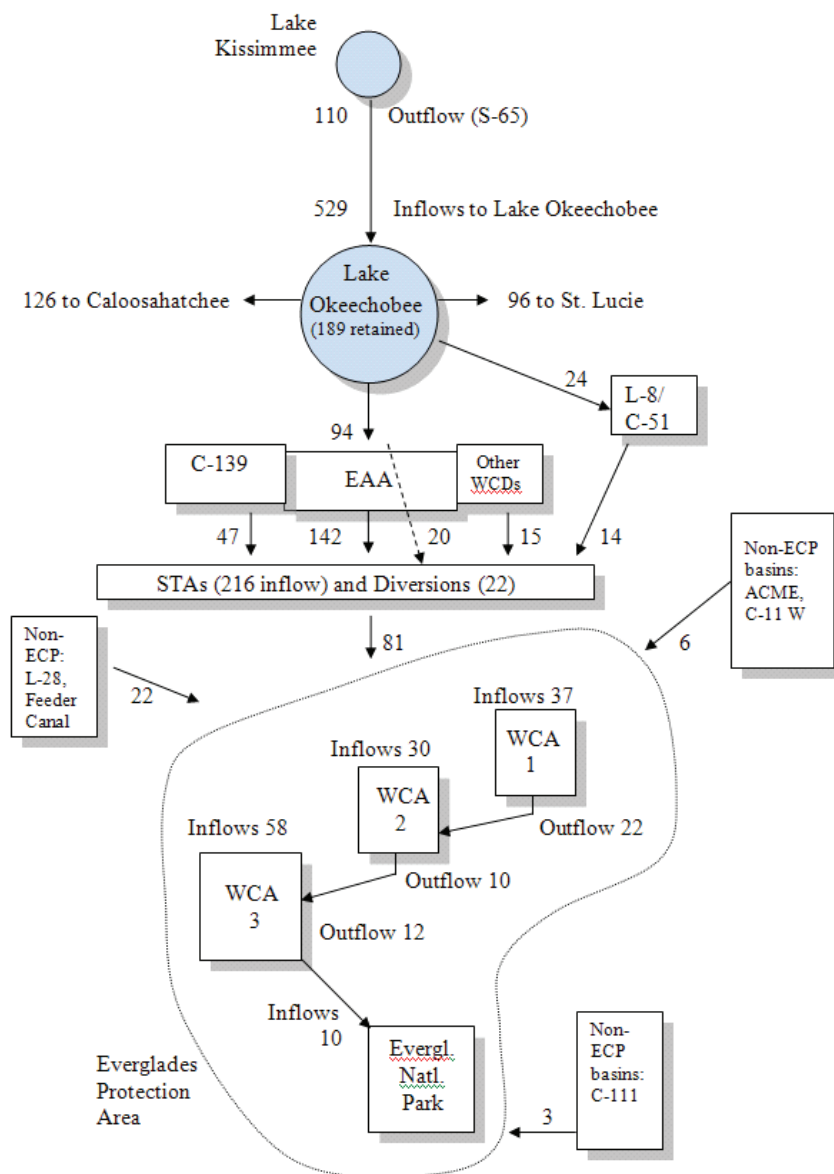 Lake
Kissimmee
110 Outflow (S-65)
529 Inflows to Lake Okeechobee
Lake
Okeechobee
(189 retained)
126 to Caloosahatchee
96 to St. Lucie
24
L-8/
C-51
94
C-139
EAA
Other
WCDs
47
142
20
15
14
STAs (216 inflow) and Diversions (22)
Non-ECP
basins:
ACME,
C-11 W
6
81
Non-
ECP:
L-28,
Feeder
Canal
22
Inflows 37
WCA
1
Outflow 22
Inflows 30
WCA
2
Outflow 10
Inflows 58
WCA
3
Outflow 12
Inflows
10
Evergl.
Natl.
Park
Everglades
Protection
Area
3
Non-
ECP
basins:
C-111